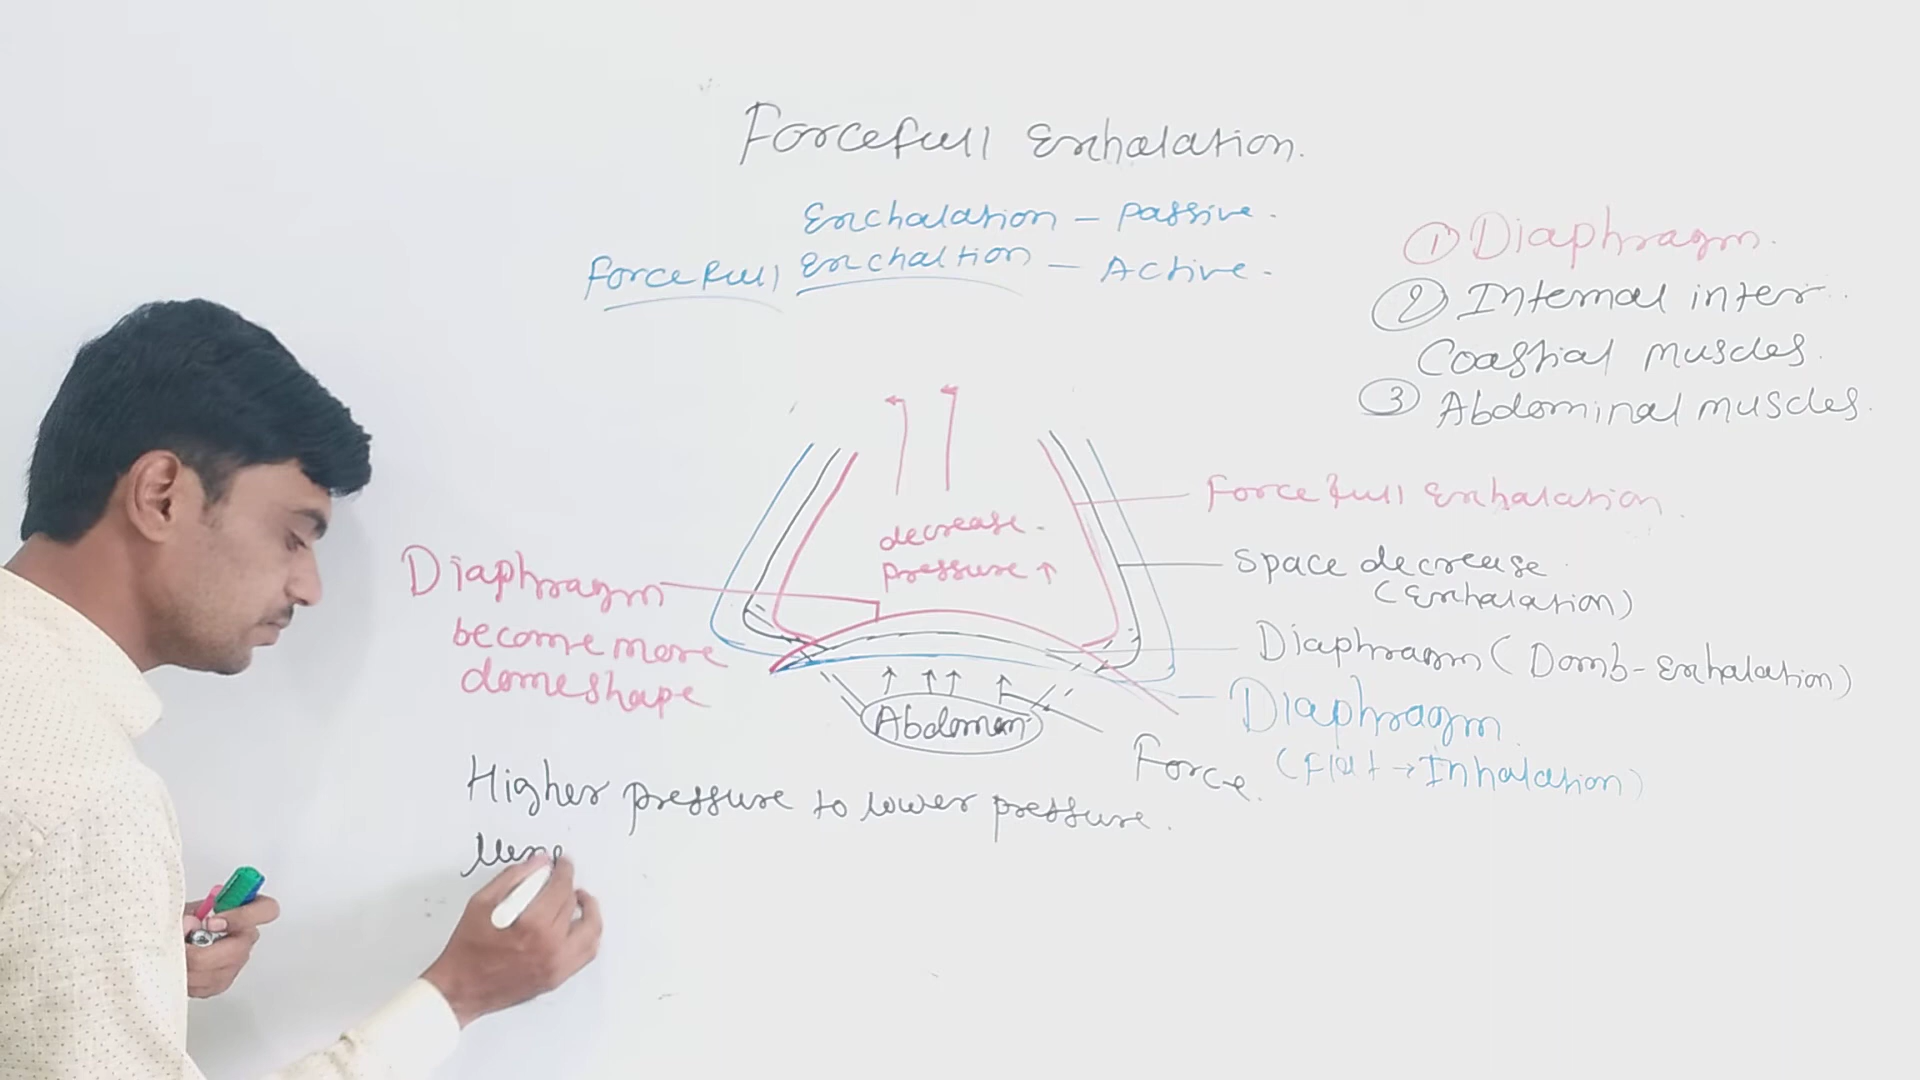 Forcefull Exhalation.
Exchalation - Passive.
Forcefull Exchaltion - Active.
① Diaphragm.
② Internal inter
Coastial muscles.
③ Abdominal muscles.
Forcefull Exhalation
decrease.
Pressure ↑
Space decrease
(Exhalation)
Diaphragm
become more
domeshape
Diaphragm (Domb-Exhalation)
Diaphragm
(Flat → Inhalation)
Abdomen
Force.
Higher pressure to lower pressure.